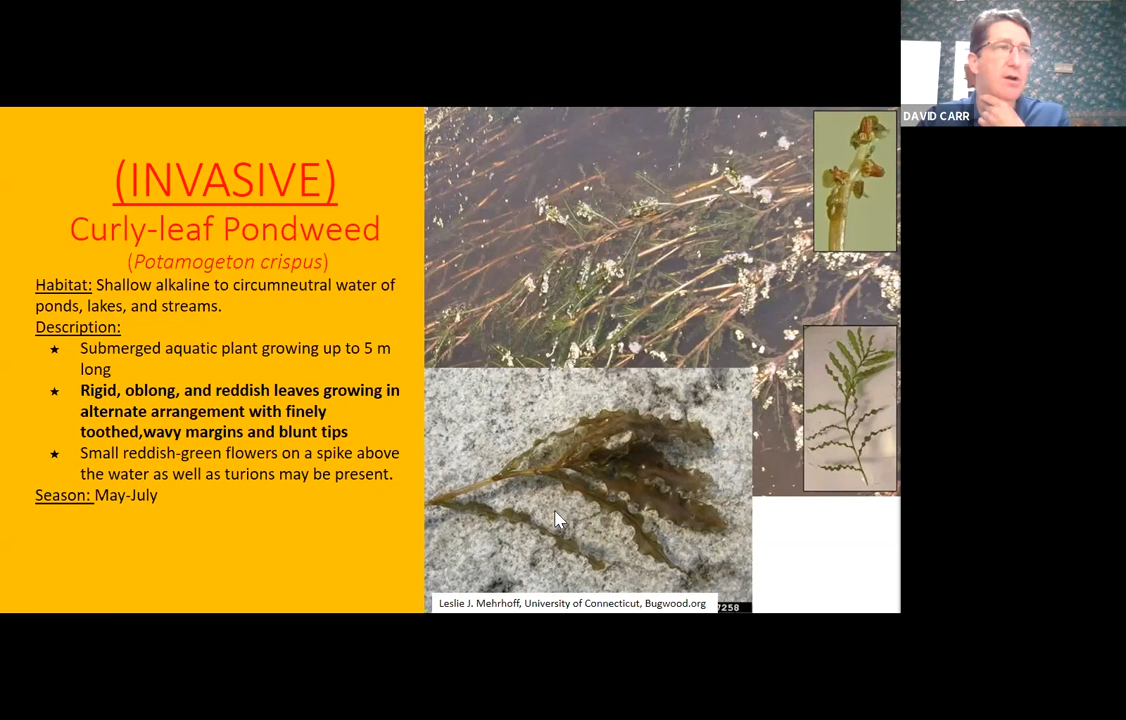 DAVID CARR
(INVASIVE)
Curly-leaf Pondweed
(Potamogeton crispus)
Habitat: Shallow alkaline to circumneutral water of
ponds, lakes, and streams.
Description:
★ Submerged aquatic plant growing up to 5 m
long
★ Rigid, oblong, and reddish leaves growing in
alternate arrangement with finely
toothed,wavy margins and blunt tips
★ Small reddish-green flowers on a spike above
the water as well as turions may be present.
Season: May-July
Leslie J. Mehrhoff, University of Connecticut, Bugwood.org
7258